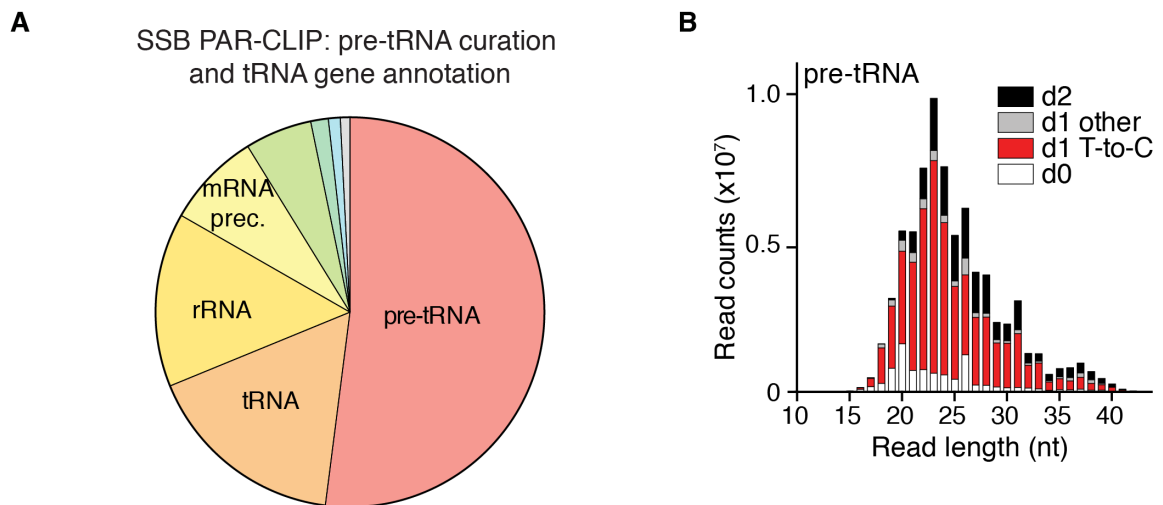 A
SSB PAR-CLIP: pre-tRNA curation
and tRNA gene annotation
mRNA
prec.
rRNA
tRNA
pre-tRNA
B
pre-tRNA
d2
d1 other
d1 T-to-C
d0
Read counts (x10⁷)
1.0
0.5
0
10 15 20 25 30 35 40
Read length (nt)